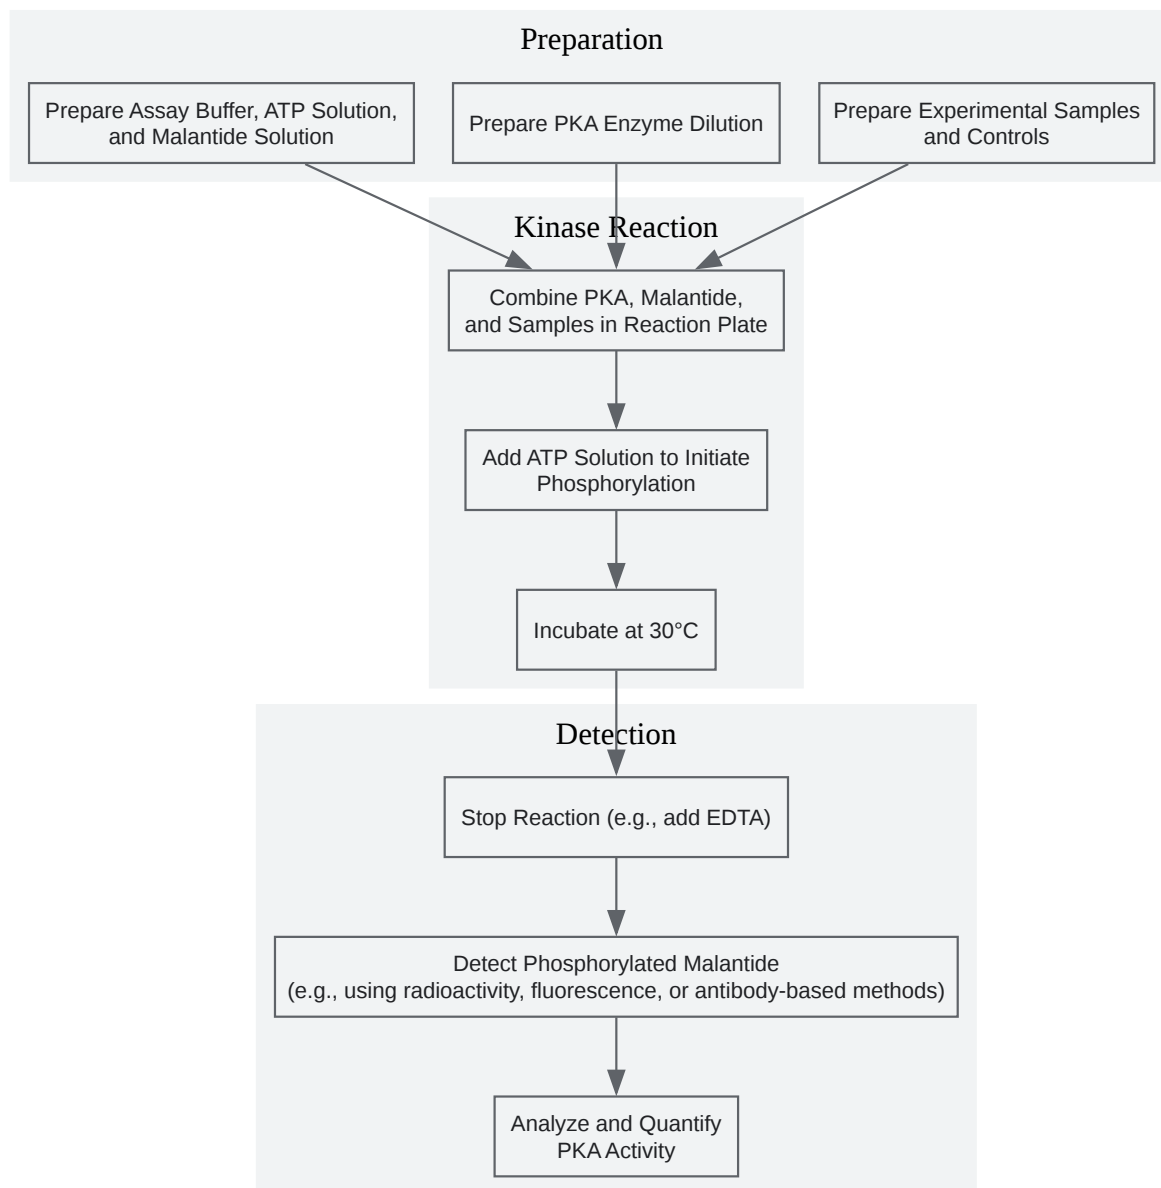 Preparation
Prepare Assay Buffer, ATP Solution,
and Malantide Solution
Prepare PKA Enzyme Dilution
Prepare Experimental Samples
and Controls
Kinase Reaction
Combine PKA, Malantide,
and Samples in Reaction Plate
Add ATP Solution to Initiate
Phosphorylation
Incubate at 30°C
Detection
Stop Reaction (e.g., add EDTA)
Detect Phosphorylated Malantide
(e.g., using radioactivity, fluorescence, or antibody-based methods)
Analyze and Quantify
PKA Activity